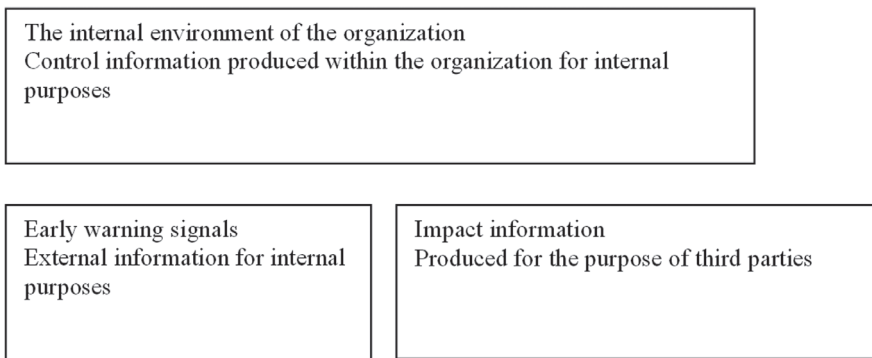 The internal environment of the organization
Control information produced within the organization for internal
purposes
Early warning signals
External information for internal
purposes
Impact information
Produced for the purpose of third parties